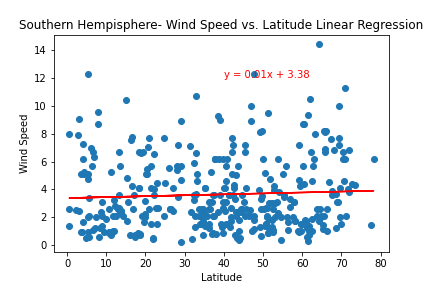 Southern Hempisphere- Wind Speed vs. Latitude Linear Regression
14
12
10
8
6
4
2
0
Wind Speed
y = 0.01x + 3.38
0 10 20 30 40 50 60 70 80
Latitude